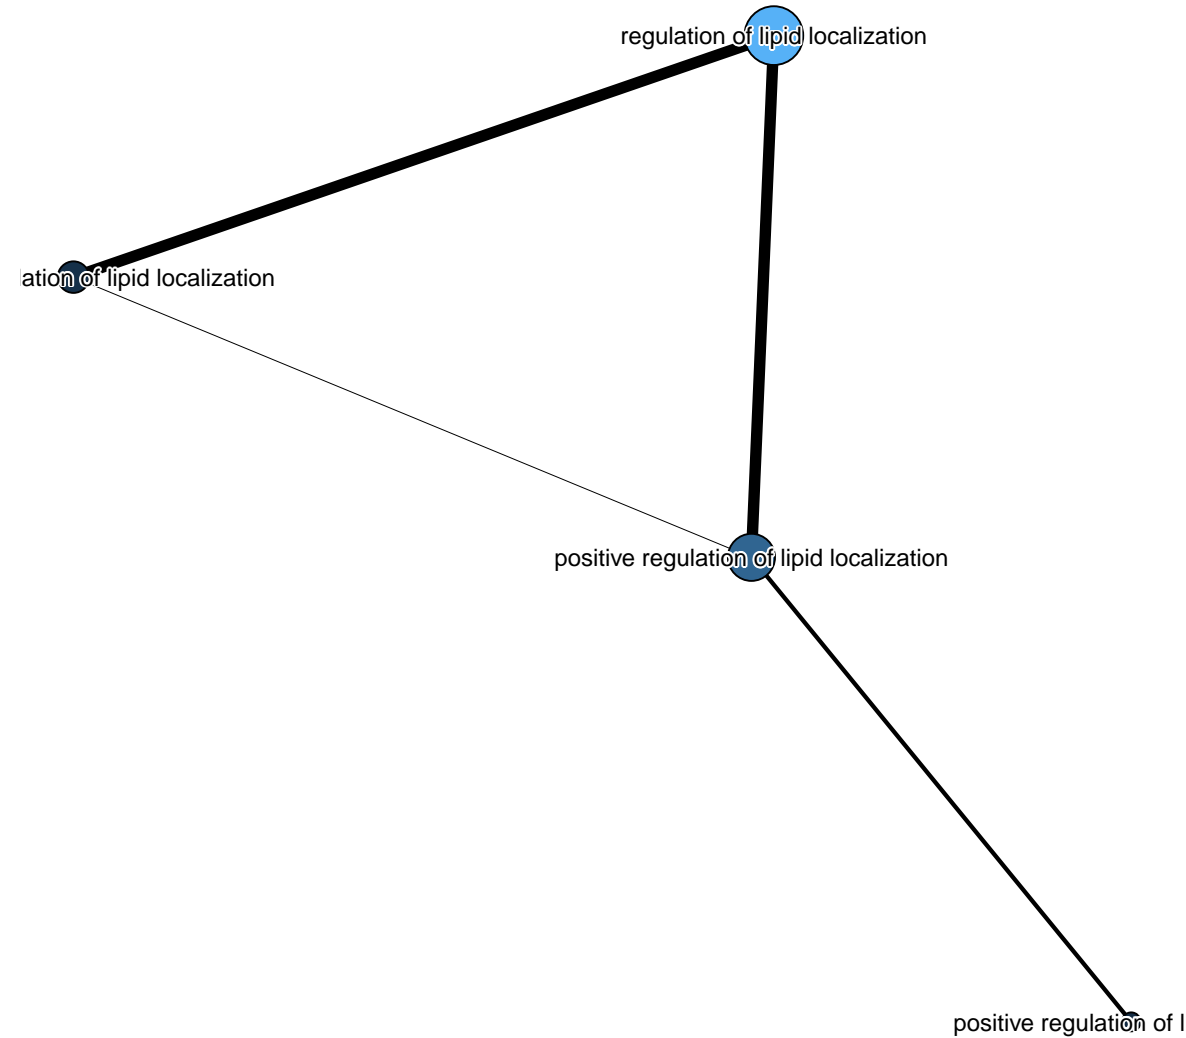 regulation of lipid localization
ation of lipid localization
positive regulation of lipid localization
positive regulation of l